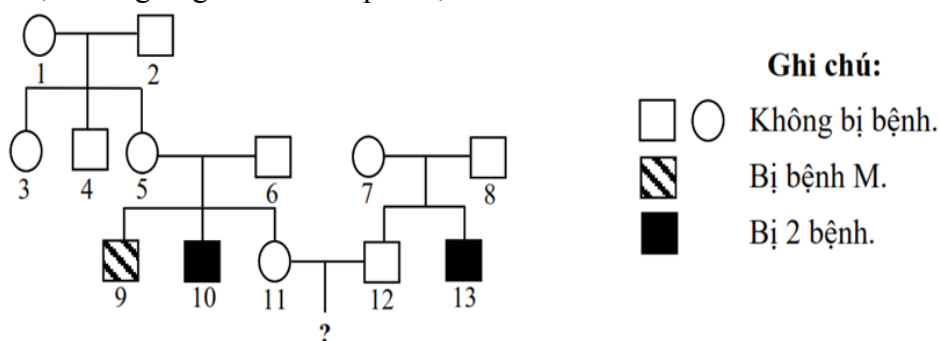 1 2
Ghi chú:
Không bị bệnh.
3 4 5 6 7 8
Bị bệnh M.
Bị 2 bệnh.
9 10 11 12 13
?